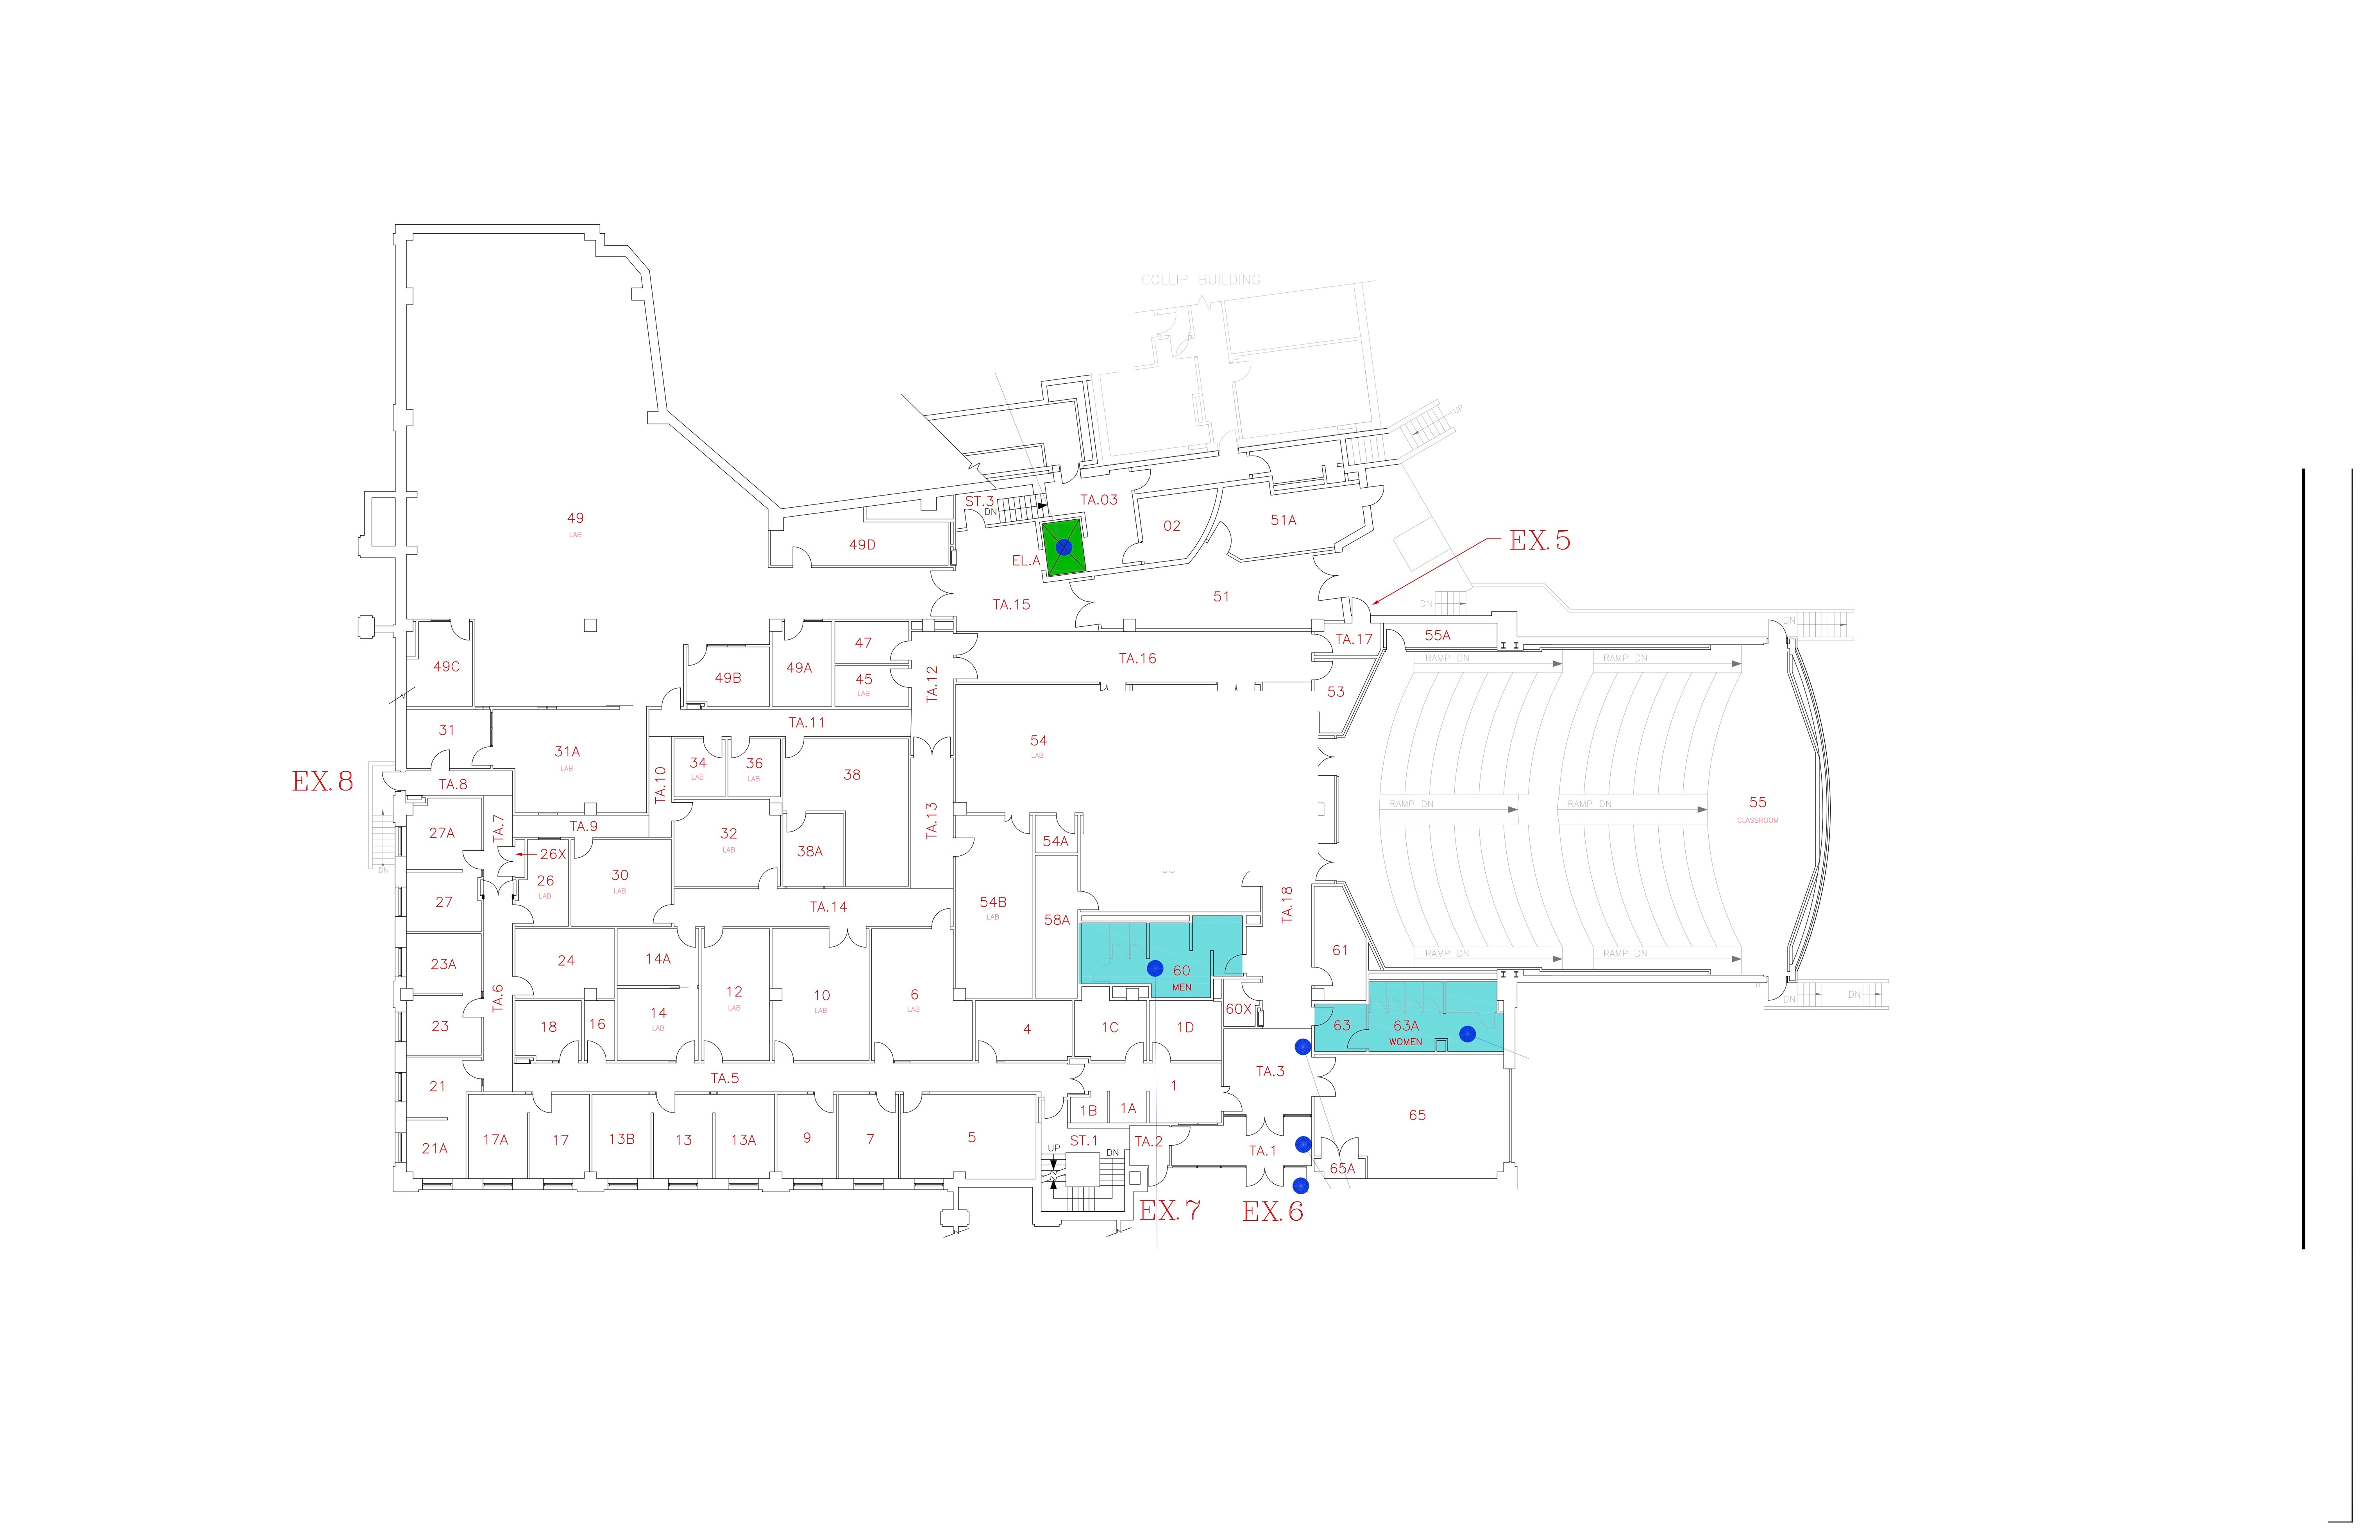 COLLIP BUILDING
UP
ST.3
DN
TA.03
02
51A
49
LAB
49D
EL.A
EX.5
TA.15
51
DN
DN
TA.17
55A
47
49C
49B
49A
45
LAB
TA.12
TA.16
RAMP DN
RAMP DN
53
31
31A
LAB
TA.11
54
LAB
34
LAB
36
LAB
38
EX.8
TA.8
TA.10
RAMP DN
RAMP DN
55
CLASSROOM
27A
TA.7
TA.9
32
LAB
TA.13
38A
54A
26X
DN
26
LAB
30
LAB
27
TA.14
54B
LAB
58A
TA.18
23A
24
14A
60
MEN
61
RAMP DN
RAMP DN
TA.6
12
LAB
10
LAB
6
LAB
DN
DN
23
18
16
14
LAB
4
1C
1D
60X
63
63A
WOMEN
TA.5
TA.3
21
1
1B
1A
65
21A
17A
17
13B
13
13A
9
7
5
ST.1
UP
DN
TA.2
TA.1
65A
EX.7
EX.6